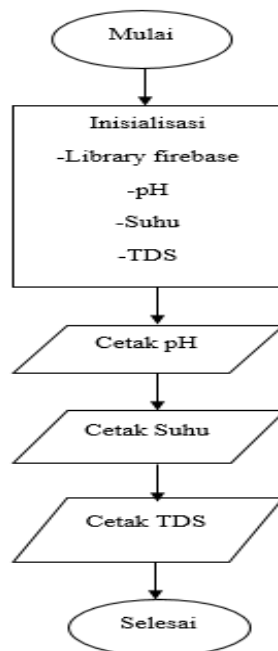 Mulai
Inisialisasi
-Library firebase
-pH
-Suhu
-TDS
Cetak pH
Cetak Suhu
Cetak TDS
Selesai